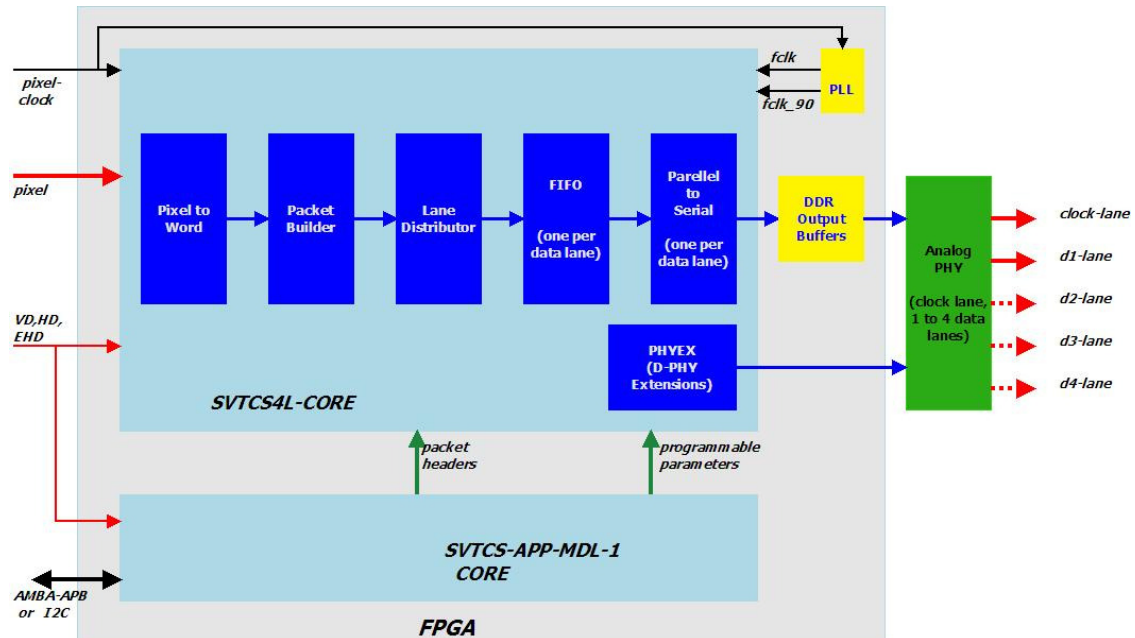 fclk
pixel-
clock
PLL
fclk_90
pixel
Pixel to
Word
Packet
Builder
Lane
Distributor
FIFO
(one per
data lane)
Parellel
to
Serial
(one per
data lane)
DDR
Output
Buffers
Analog
PHY
(clock lane,
1 to 4 data
lanes)
clock-lane
d1-lane
d2-lane
d3-lane
d4-lane
VD,HD,
EHD
PHYEX
(D-PHY
Extensions)
SVTCS4L-CORE
packet
headers
programmable
parameters
SVTCS-APP-MDL-1
CORE
AMBA-APB
or I2C
FPGA